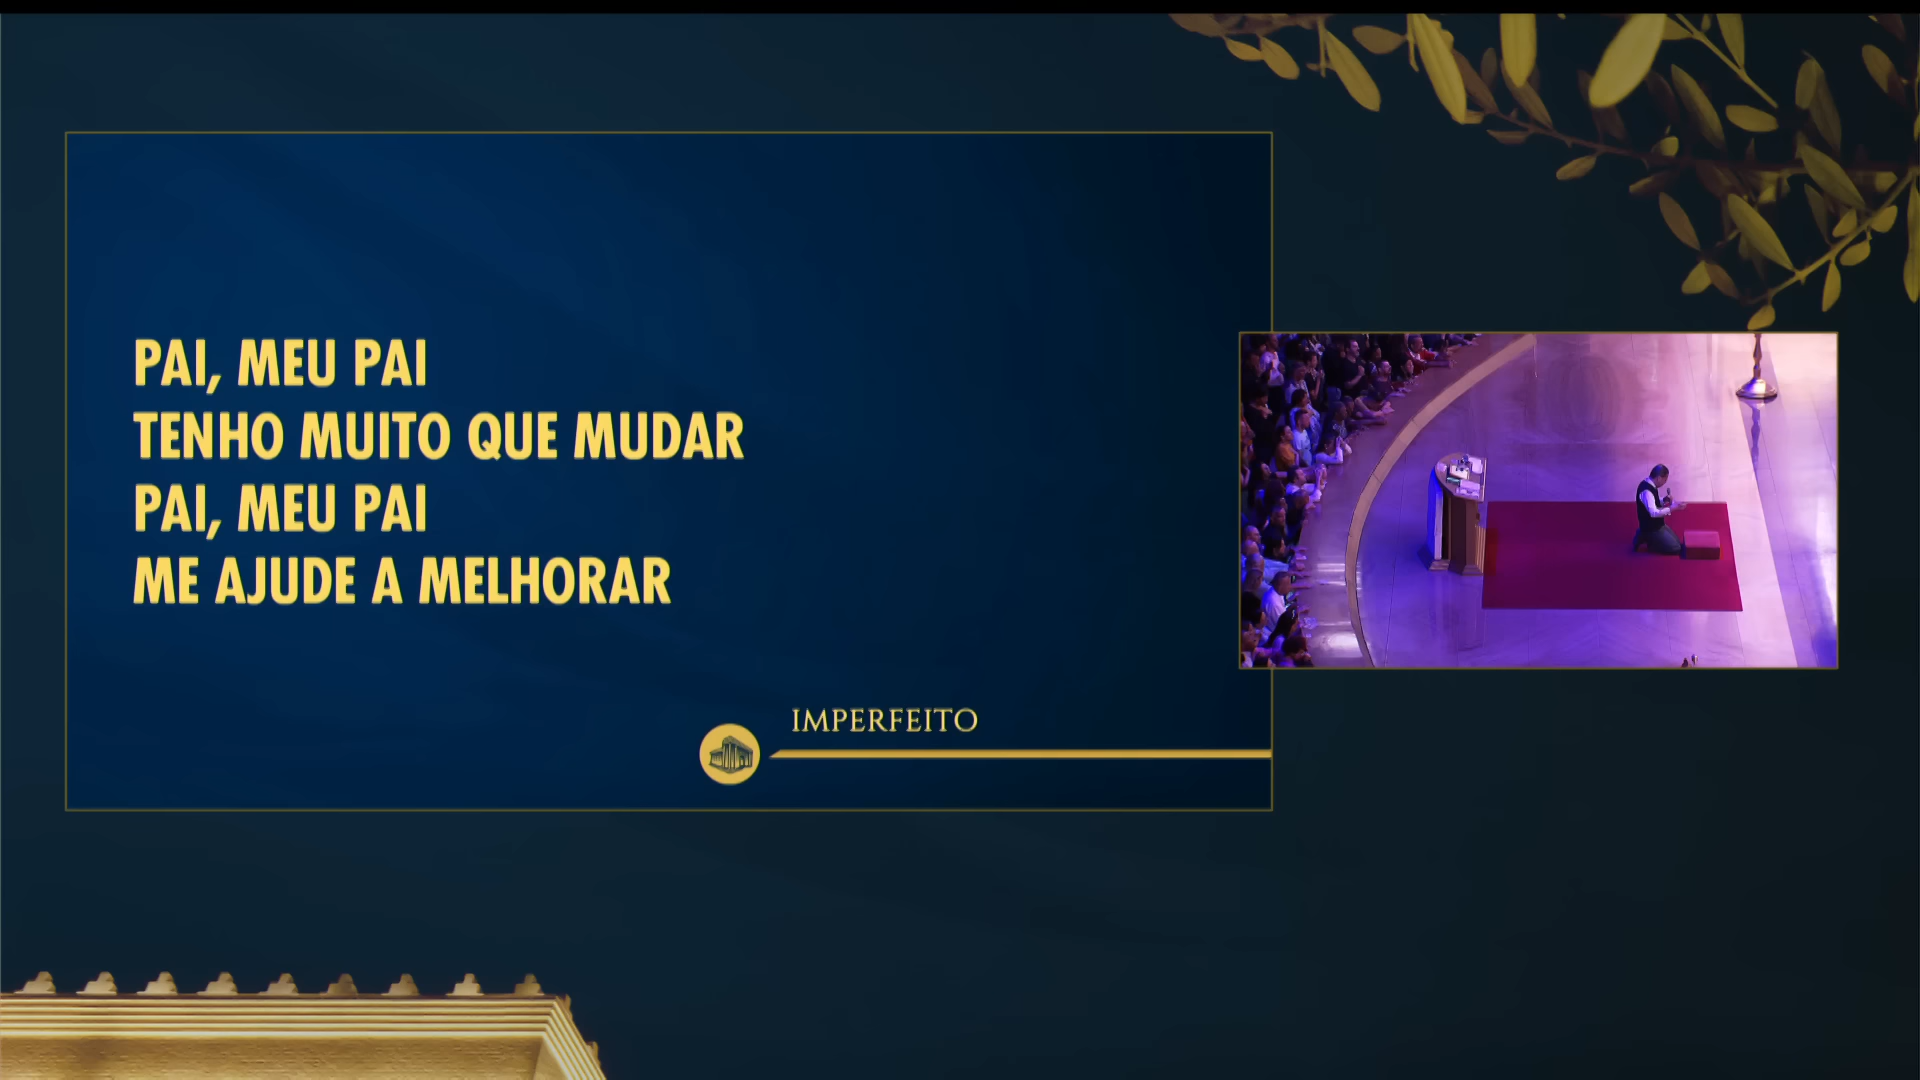 PAI, MEU PAI
TENHO MUITO QUE MUDAR
PAI, MEU PAI
ME AJUDE A MELHORAR
IMPERFEITO